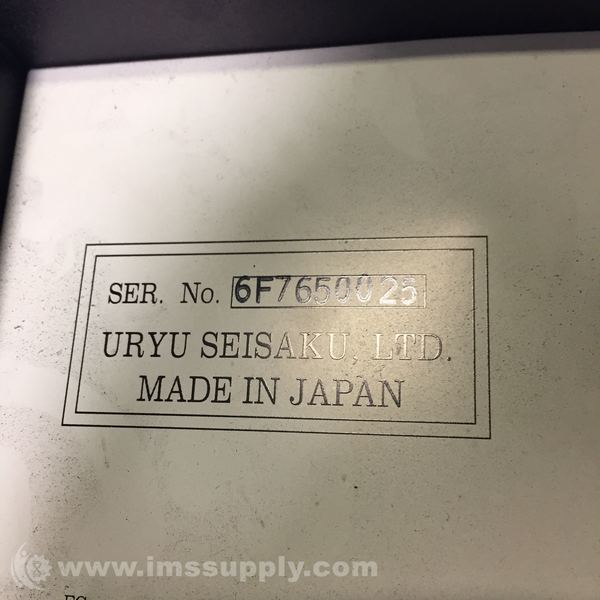 SER. No. 6F7650025
URYU SEISAKU, LTD.
MADE IN JAPAN
www.imssupply.com